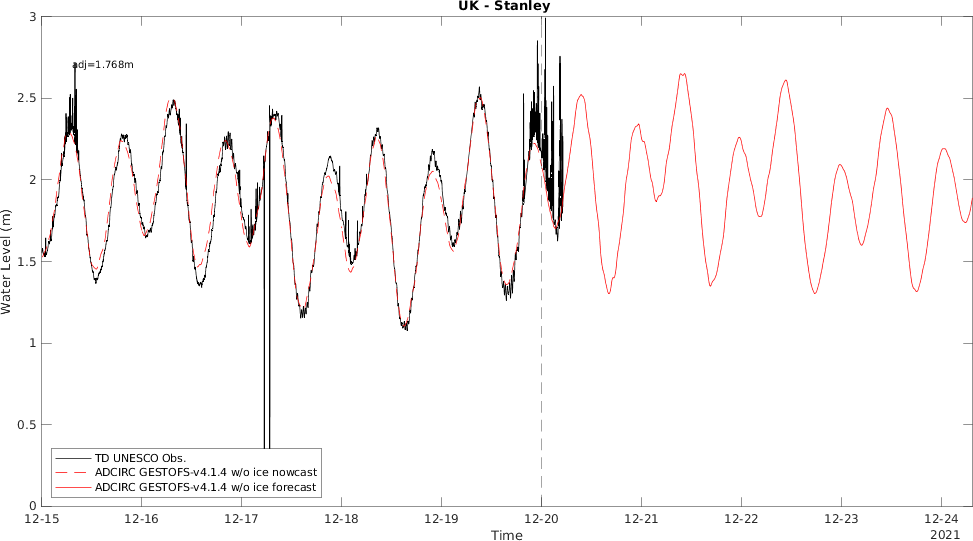 UK - Stanley
adj=1.768m
3
2.5
2
1.5
1
0.5
0
Water Level (m)
TD UNESCO Obs.
ADCIRC GESTOFS-v4.1.4 w/o ice nowcast
ADCIRC GESTOFS-v4.1.4 w/o ice forecast
12-15 12-16 12-17 12-18 12-19 12-20 12-21 12-22 12-23 12-24
Time
2021